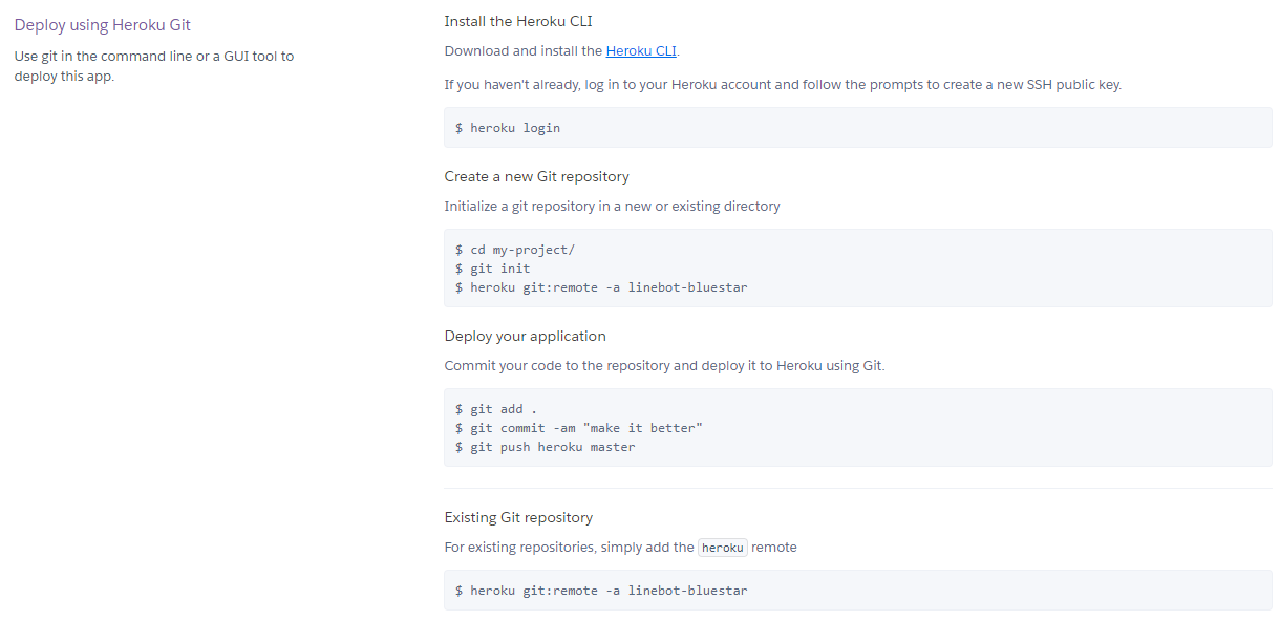 Deploy using Heroku Git
Use git in the command line or a GUI tool to
deploy this app.
Install the Heroku CLI
Download and install the Heroku CLI.
If you haven't already, log in to your Heroku account and follow the prompts to create a new SSH public key.
$ heroku login
Create a new Git repository
Initialize a git repository in a new or existing directory
$ cd my-project/
$ git init
$ heroku git:remote -a linebot-bluestar
Deploy your application
Commit your code to the repository and deploy it to Heroku using Git.
$ git add .
$ git commit -am "make it better"
$ git push heroku master
Existing Git repository
For existing repositories, simply add the heroku remote
$ heroku git:remote -a linebot-bluestar